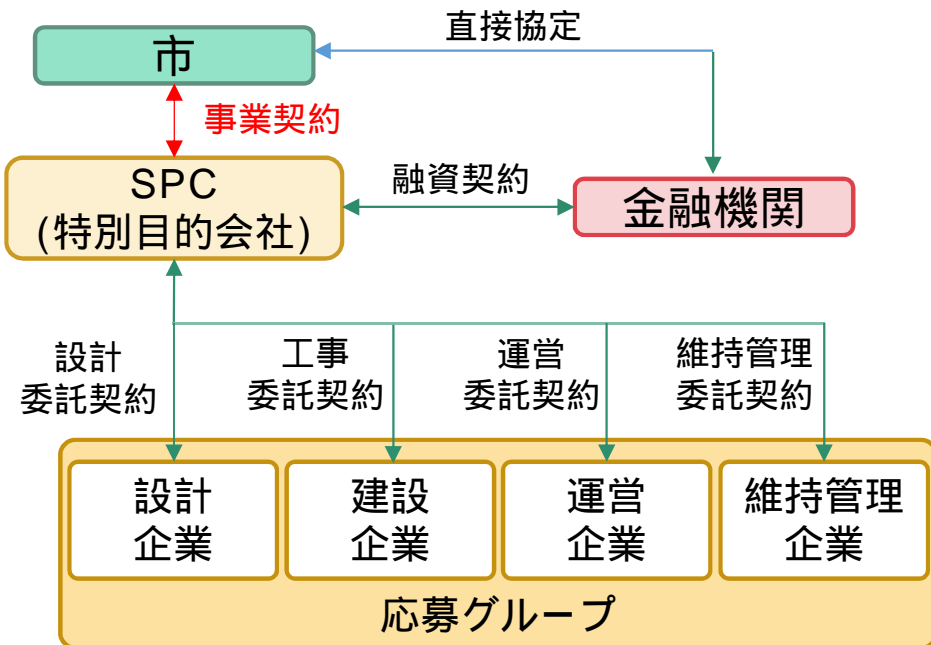 直接協定
市
事業契約
SPC
(特別目的会社)
融資契約
金融機関
設計
委託契約
工事
委託契約
運営
委託契約
維持管理
委託契約
設計
企業
建設
企業
運営
企業
維持管理
企業
応募グループ